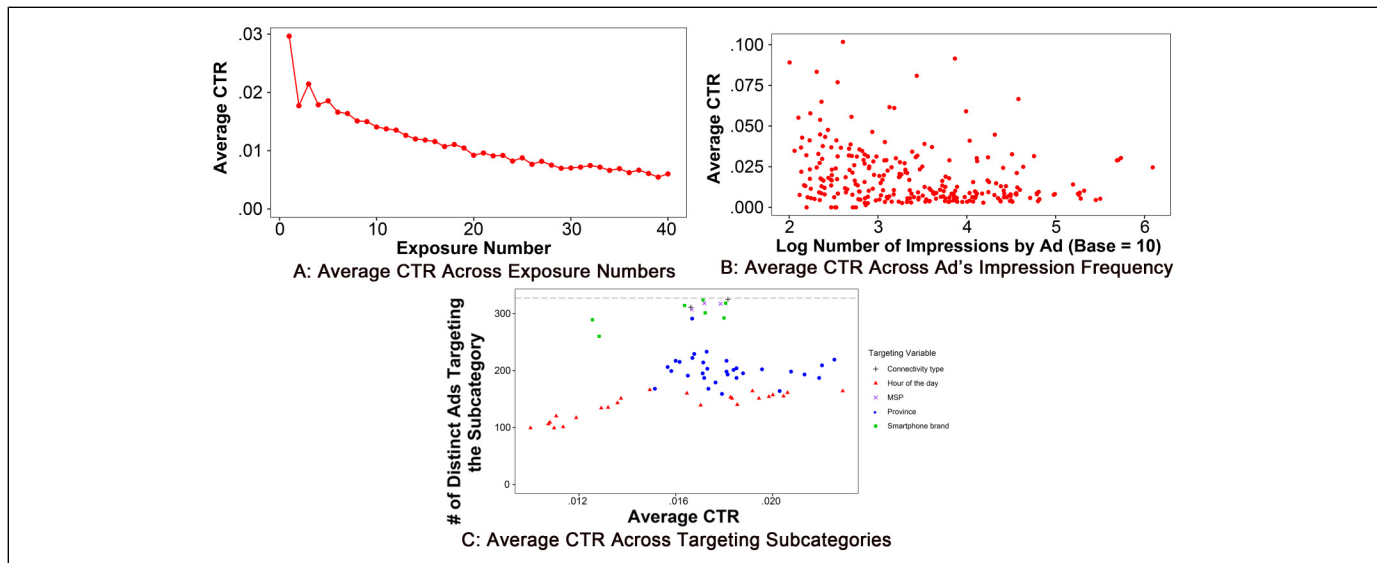 .03
.02
.01
.00
Average CTR
0 10 20 30 40
Exposure Number
A: Average CTR Across Exposure Numbers
.100
.075
.050
.025
.000
Average CTR
2 3 4 5 6
Log Number of Impressions by Ad (Base = 10)
B: Average CTR Across Ad's Impression Frequency
300
200
100
0
# of Distinct Ads Targeting
the Subcategory
.012 .016 .020
Average CTR
Targeting Variable
Connectivity type
Hour of the day
MSP
Province
Smartphone brand
C: Average CTR Across Targeting Subcategories